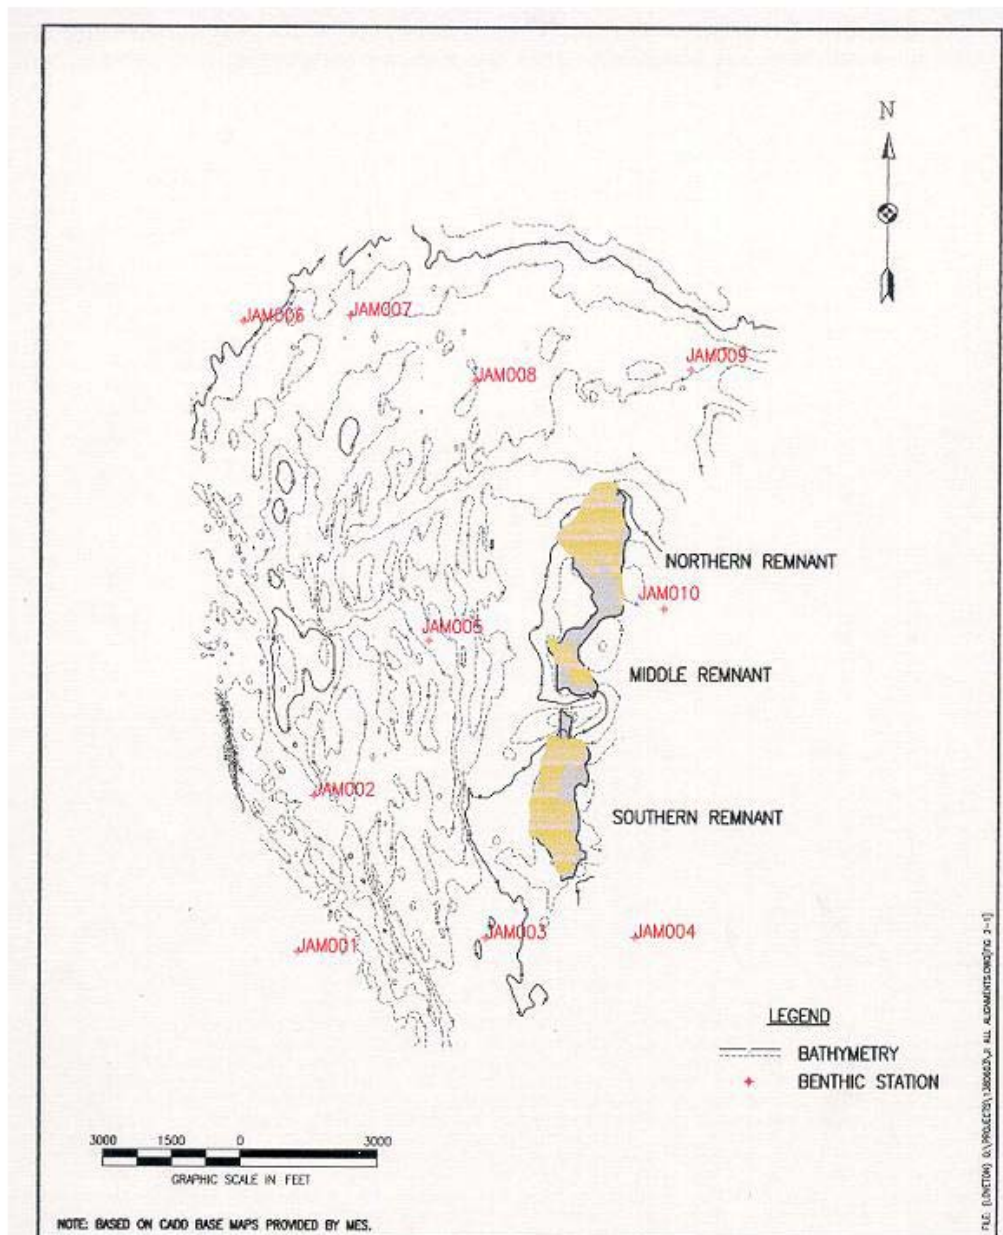 N
JAM006
JAM007
JAM009
JAM008
NORTHERN REMNANT
JAM010
JAM005
MIDDLE REMNANT
JAM002
SOUTHERN REMNANT
JAM001
JAM003
JAM004
LEGEND
BATHYMETRY
BENTHIC STATION
3000 1500 0 3000
GRAPHIC SCALE IN FEET
NOTE: BASED ON CADD BASE MAPS PROVIDED BY MES.